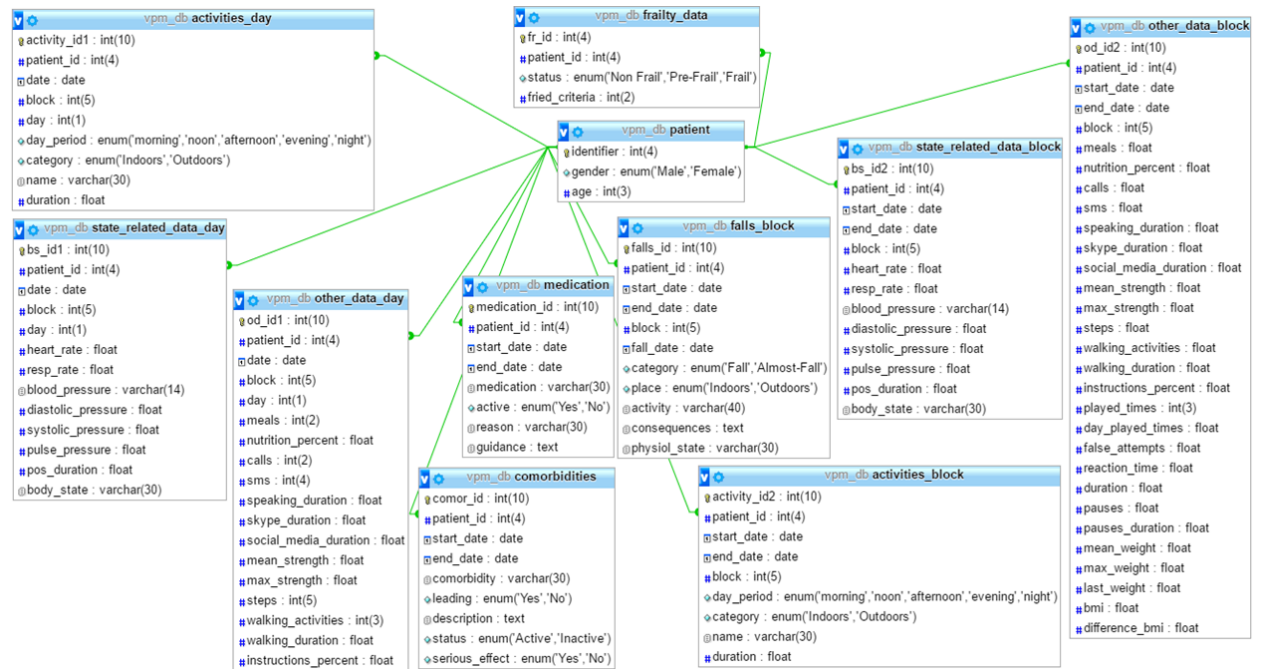 vpm_db activities_day
activity_id1 : int(10)
patient_id : int(4)
date : date
block : int(5)
day : int(1)
day_period : enum('morning','noon','afternoon','evening','night')
category : enum('Indoors','Outdoors')
name : varchar(30)
duration : float
vpm_db frailty_data
fr_id : int(4)
patient_id : int(4)
status : enum('Non Frail','Pre-Frail','Frail')
fried_criteria : int(2)
vpm_db patient
identifier : int(4)
gender : enum('Male','Female')
age : int(3)
vpm_db other_data_block
od_id2 : int(10)
patient_id : int(4)
start_date : date
end_date : date
block : int(5)
meals : float
nutrition_percent : float
calls : float
sms : float
speaking_duration : float
skype_duration : float
social_media_duration : float
mean_strength : float
max_strength : float
steps : float
walking_activities : float
walking_duration : float
instructions_percent : float
played_times : int(3)
day_played_times : float
false_attempts : float
reaction_time : float
duration : float
pauses : float
pauses_duration : float
mean_weight : float
max_weight : float
last_weight : float
bmi : float
difference_bmi : float
vpm_db state_related_data_block
bs_id2 : int(10)
patient_id : int(4)
start_date : date
end_date : date
block : int(5)
heart_rate : float
resp_rate : float
blood_pressure : varchar(14)
diastolic_pressure : float
systolic_pressure : float
pulse_pressure : float
pos_duration : float
body_state : varchar(30)
vpm_db state_related_data_day
bs_id1 : int(10)
patient_id : int(4)
date : date
block : int(5)
day : int(1)
heart_rate : float
resp_rate : float
blood_pressure : varchar(14)
diastolic_pressure : float
systolic_pressure : float
pulse_pressure : float
pos_duration : float
body_state : varchar(30)
vpm_db other_data_day
od_id1 : int(10)
patient_id : int(4)
date : date
block : int(5)
day : int(1)
meals : int(2)
nutrition_percent : float
calls : int(2)
sms : int(4)
speaking_duration : float
skype_duration : float
social_media_duration : float
mean_strength : float
max_strength : float
steps : int(5)
walking_activities : int(3)
walking_duration : float
instructions_percent : float
vpm_db medication
medication_id : int(10)
patient_id : int(4)
start_date : date
end_date : date
medication : varchar(30)
active : enum('Yes','No')
reason : varchar(30)
guidance : text
vpm_db falls_block
falls_id : int(10)
patient_id : int(4)
start_date : date
end_date : date
block : int(5)
fall_date : date
category : enum('Fall','Almost-Fall')
place : enum('Indoors','Outdoors')
activity : varchar(40)
consequences : text
physiol_state : varchar(30)
vpm_db comorbidities
comor_id : int(10)
patient_id : int(4)
start_date : date
end_date : date
comorbidity : varchar(30)
leading : enum('Yes','No')
description : text
status : enum('Active','Inactive')
serious_effect : enum('Yes','No')
vpm_db activities_block
activity_id2 : int(10)
patient_id : int(4)
start_date : date
end_date : date
block : int(5)
day_period : enum('morning','noon','afternoon','evening','night')
category : enum('Indoors','Outdoors')
name : varchar(30)
duration : float